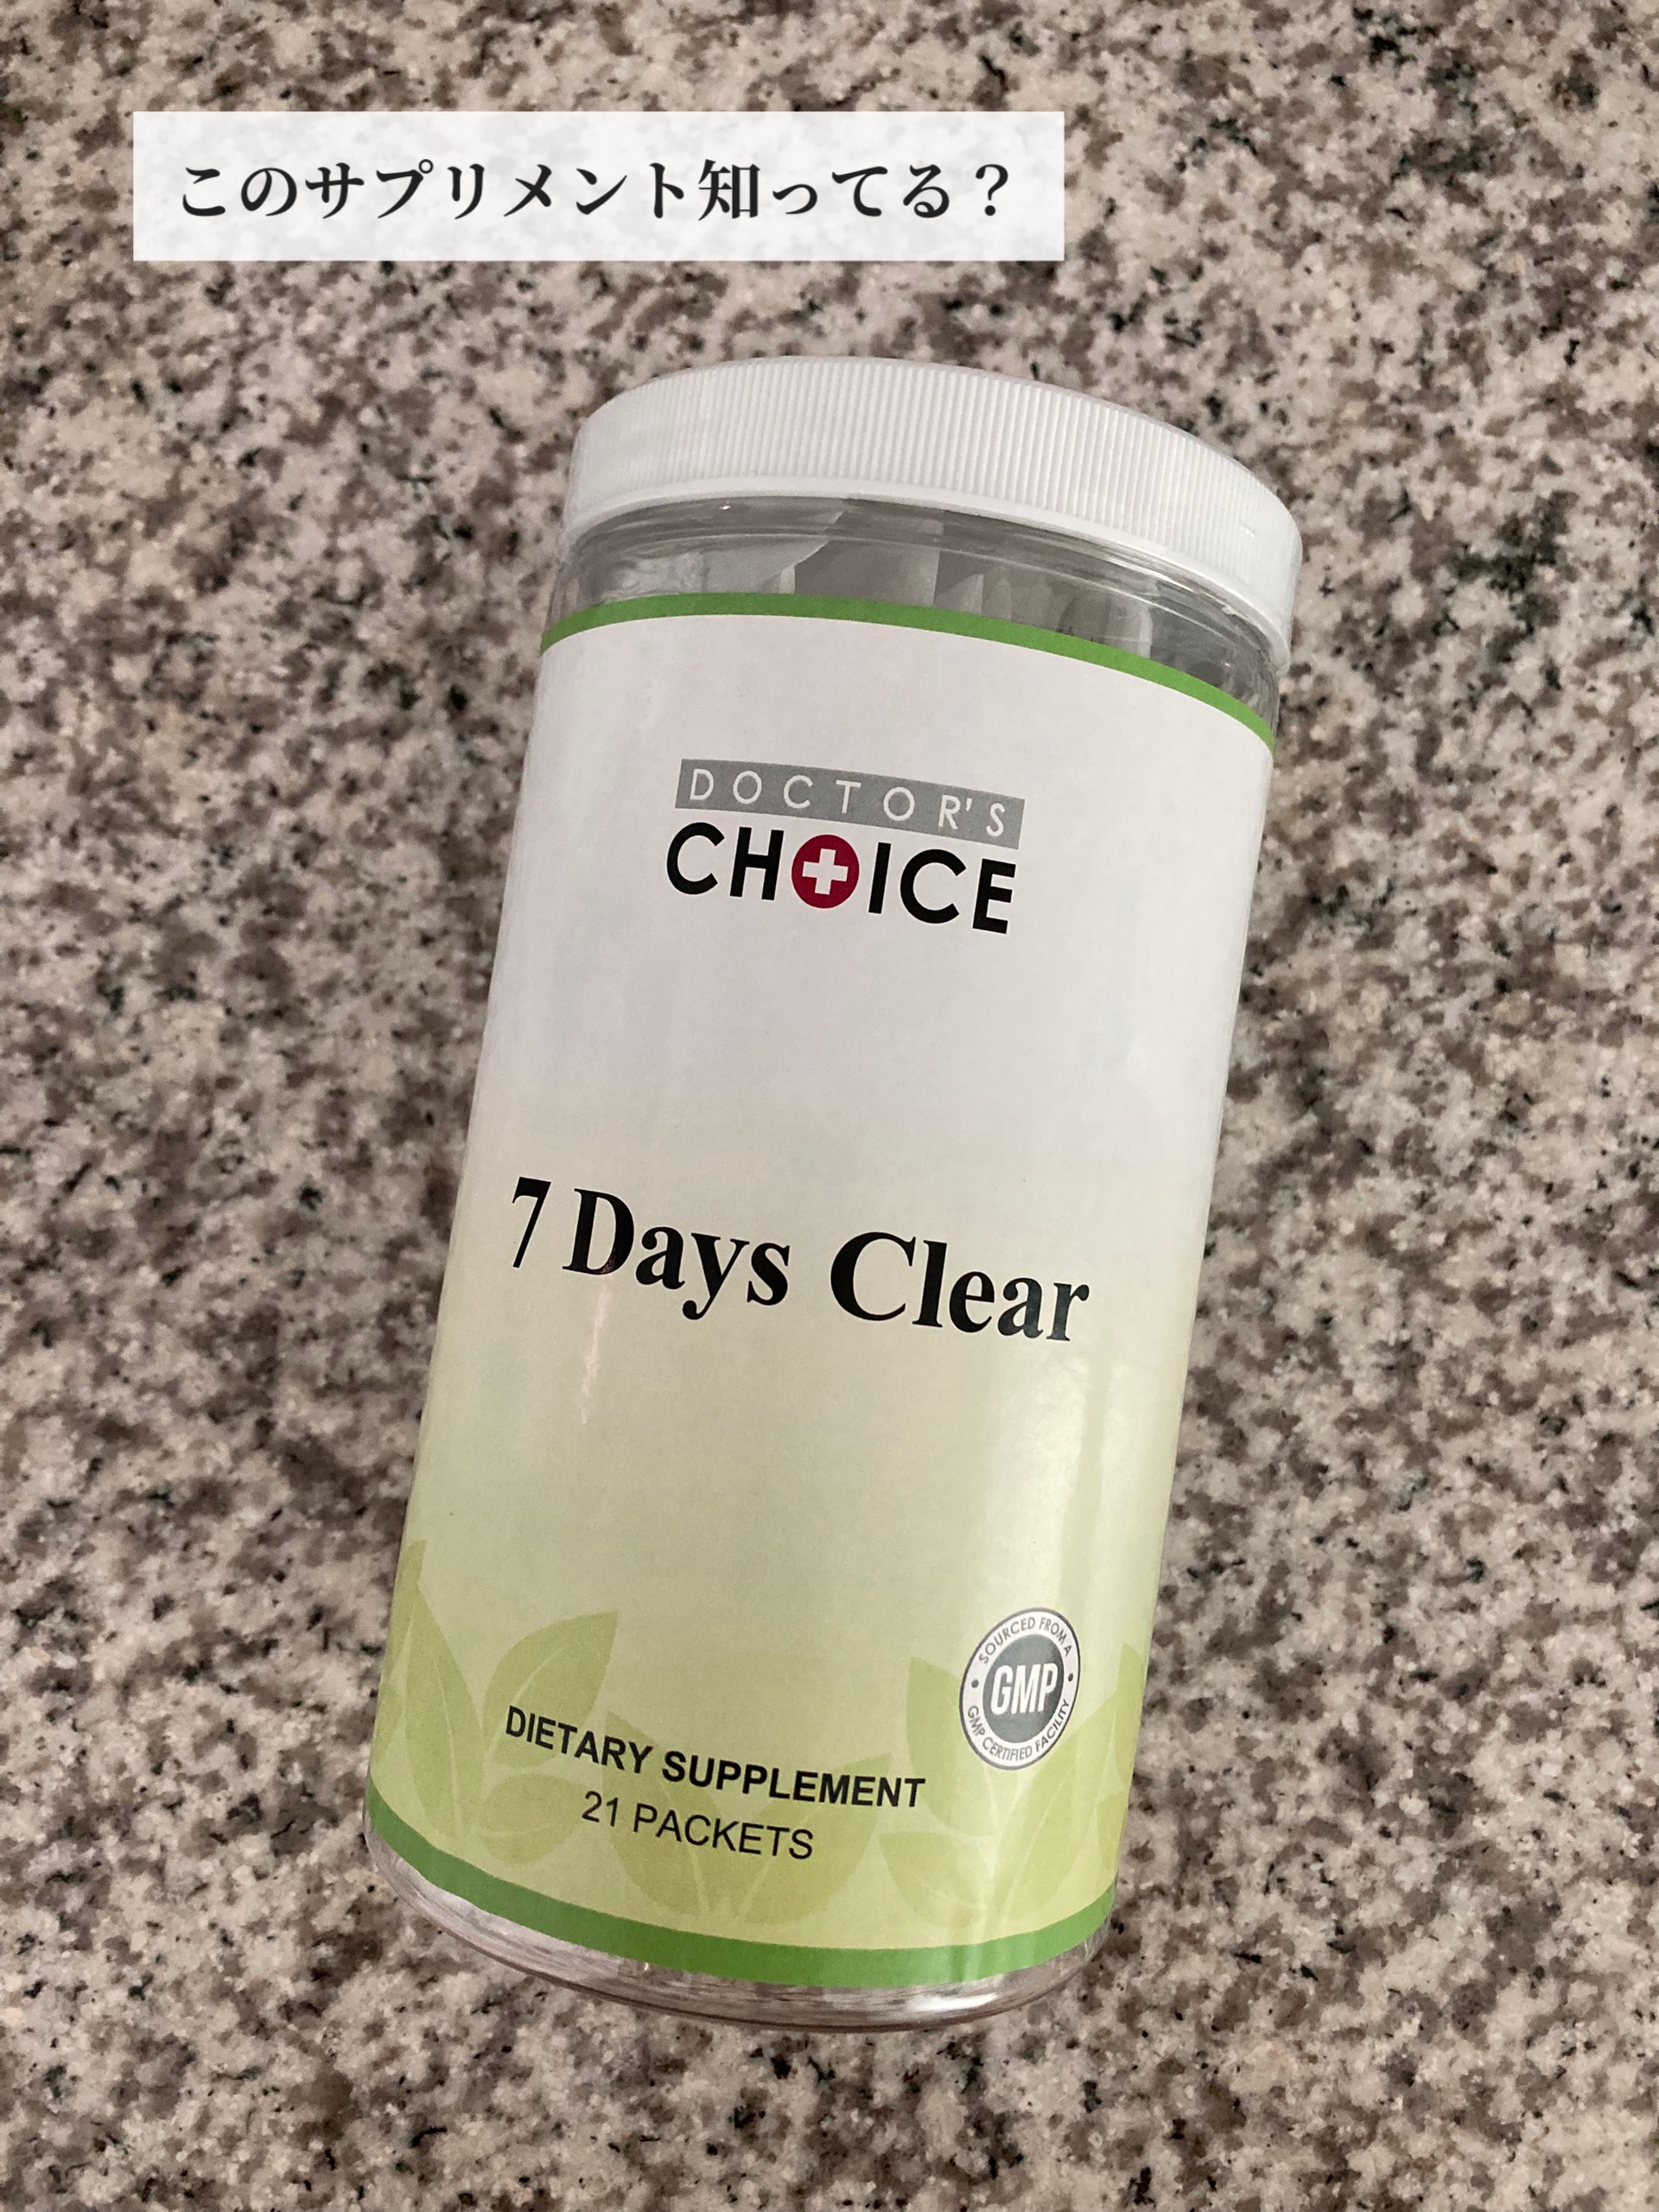 このサプリメント知ってる？
DOCTOR'S
CHOICE
7 Days Clear
SOURCED FROM A
GMP
GMP CERTIFIED FACILITY
DIETARY SUPPLEMENT
21 PACKETS